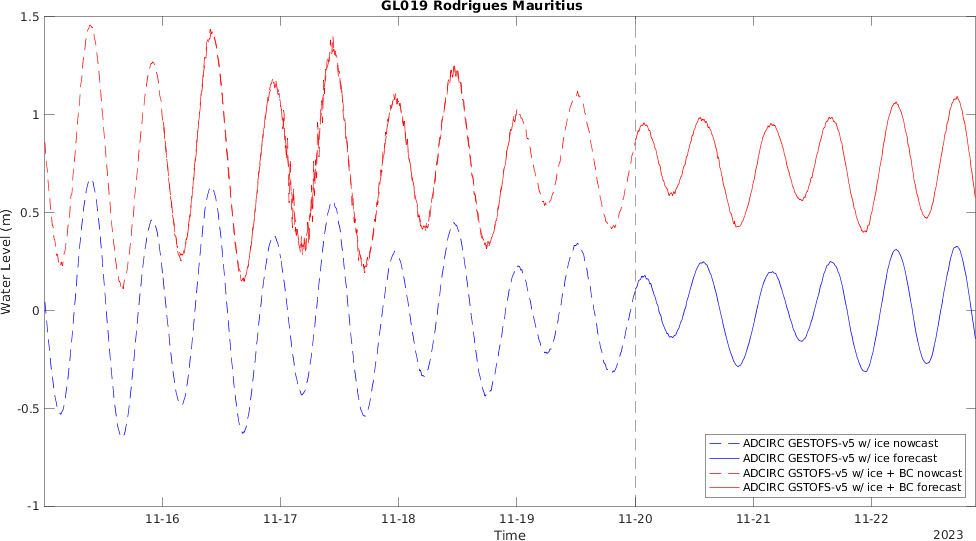 GL019 Rodrigues Mauritius
1.5
1
0.5
0
-0.5
-1
Water Level (m)
11-16 11-17 11-18 11-19 11-20 11-21 11-22
Time
2023
ADCIRC GESTOFS-v5 w/ ice nowcast
ADCIRC GESTOFS-v5 w/ ice forecast
ADCIRC GSTOFS-v5 w/ ice + BC nowcast
ADCIRC GSTOFS-v5 w/ ice + BC forecast